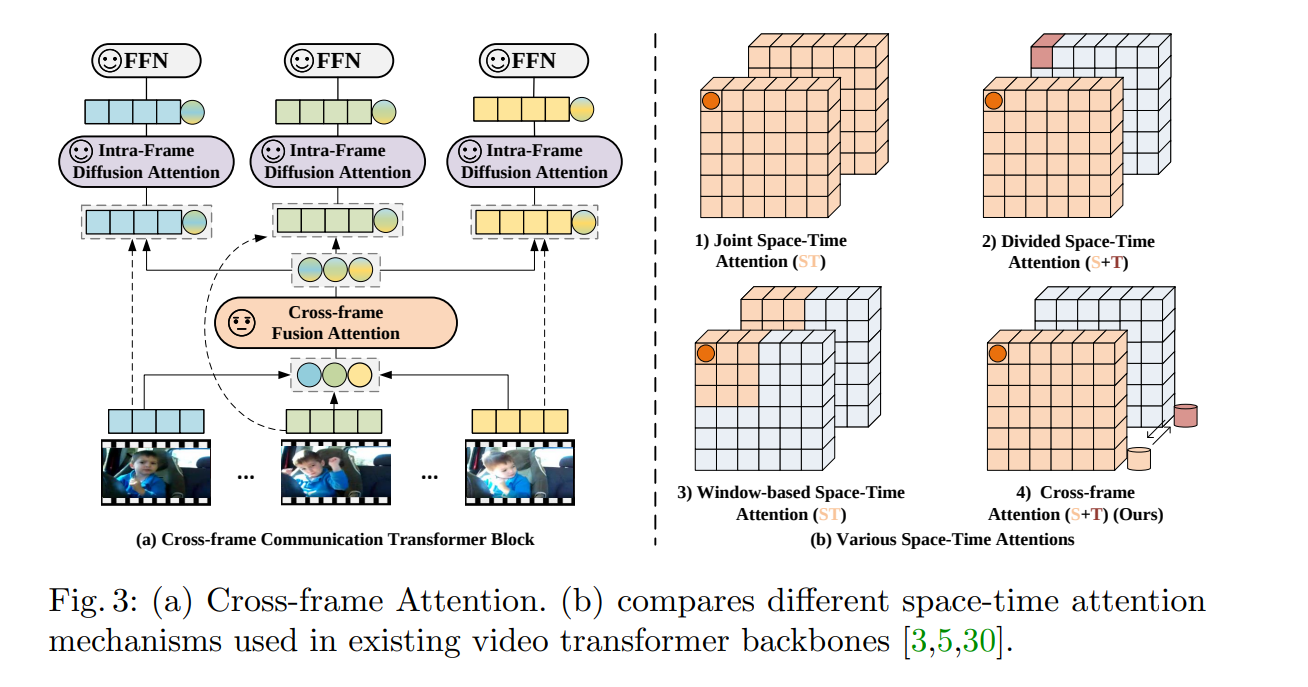 FFN
FFN
FFN
Intra-Frame
Diffusion Attention
Intra-Frame
Diffusion Attention
Intra-Frame
Diffusion Attention
Cross-frame
Fusion Attention
...
...
(a) Cross-frame Communication Transformer Block
1) Joint Space-Time
Attention (ST)
2) Divided Space-Time
Attention (S+T)
3) Window-based Space-Time
Attention (ST)
4) Cross-frame
Attention (S+T) (Ours)
(b) Various Space-Time Attentions
Fig. 3: (a) Cross-frame Attention. (b) compares different space-time attention
mechanisms used in existing video transformer backbones [3,5,30].